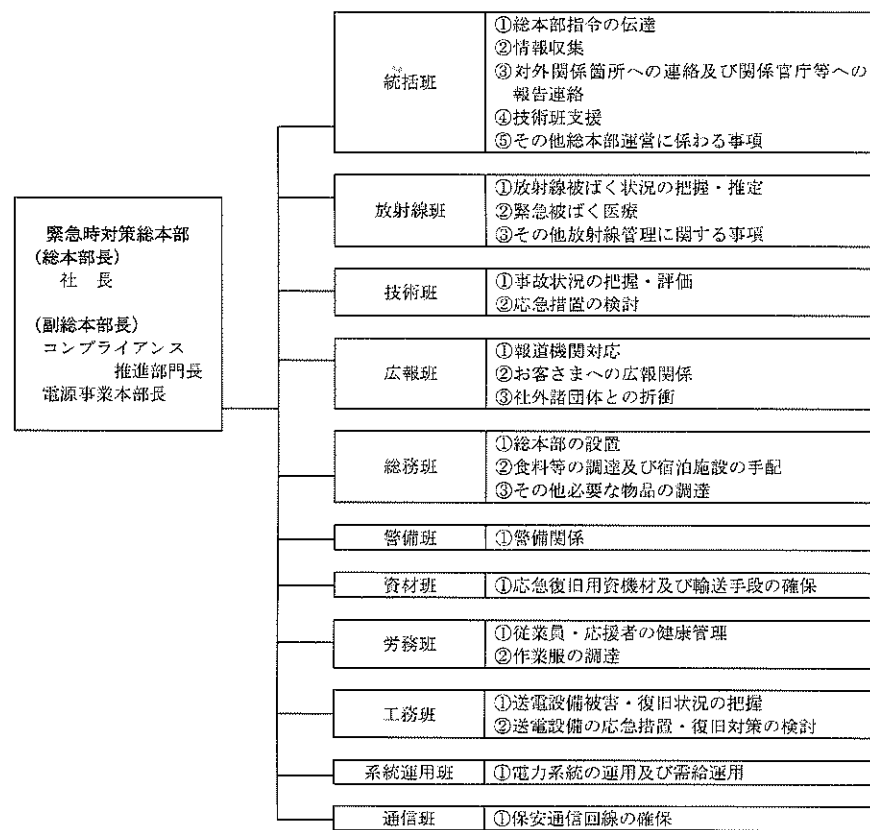 緊急時対策総本部
(総本部長)
社 長
(副総本部長)
コンプライアンス
推進部門長
電源事業本部長
統括班
①総本部指令の伝達
②情報収集
③対外関係箇所への連絡及び関係官庁等への
報告連絡
④技術班支援
⑤その他総本部運営に係わる事項
放射線班
①放射線被ばく状況の把握・推定
②緊急被ばく医療
③その他放射線管理に関する事項
技術班
①事故状況の把握・評価
②応急措置の検討
広報班
①報道機関対応
②お客さまへの広報関係
③社外諸団体との折衝
総務班
①総本部の設置
②食料等の調達及び宿泊施設の手配
③その他必要な物品の調達
警備班
①警備関係
資材班
①応急復旧用資機材及び輸送手段の確保
労務班
①従業員・応援者の健康管理
②作業服の調達
工務班
①送電設備被害・復旧状況の把握
②送電設備の応急措置・復旧対策の検討
系統運用班
①電力系統の運用及び需給運用
通信班
①保安通信回線の確保